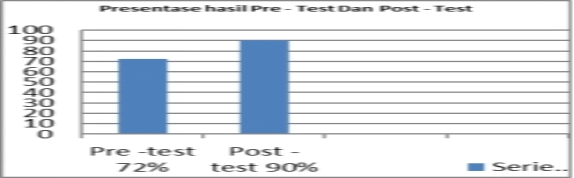 Presentase hasil Pre - Test Dan Post - Test
100
90
80
70
60
50
40
30
20
10
0
Pre -test
72%
Post -
test 90%
Serie..